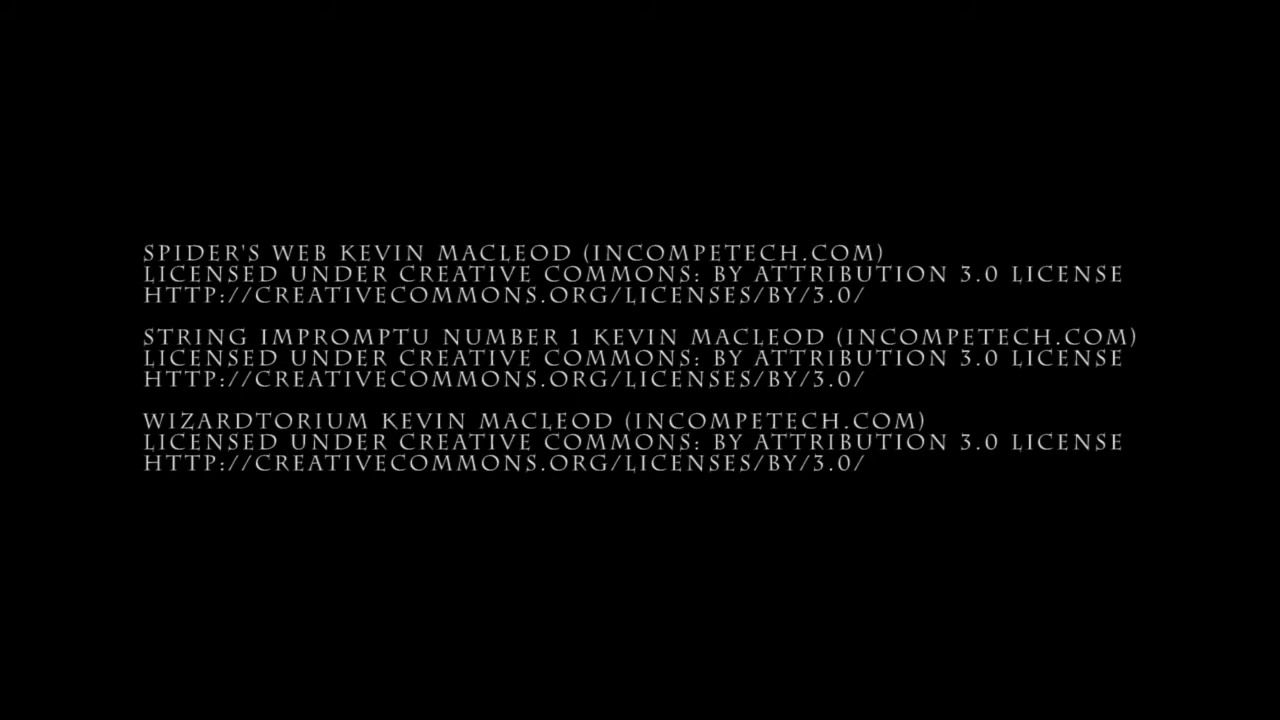 SPIDER'S WEB KEVIN MACLEOD (INCOMPETECH.COM)
LICENSED UNDER CREATIVE COMMONS: BY ATTRIBUTION 3.0 LICENSE
HTTP://CREATIVECOMMONS.ORG/LICENSES/BY/3.0/
STRING IMPROMPTU NUMBER 1 KEVIN MACLEOD (INCOMPETECH.COM)
LICENSED UNDER CREATIVE COMMONS: BY ATTRIBUTION 3.0 LICENSE
HTTP://CREATIVECOMMONS.ORG/LICENSES/BY/3.0/
WIZARDTORIUM KEVIN MACLEOD (INCOMPETECH.COM)
LICENSED UNDER CREATIVE COMMONS: BY ATTRIBUTION 3.0 LICENSE
HTTP://CREATIVECOMMONS.ORG/LICENSES/BY/3.0/